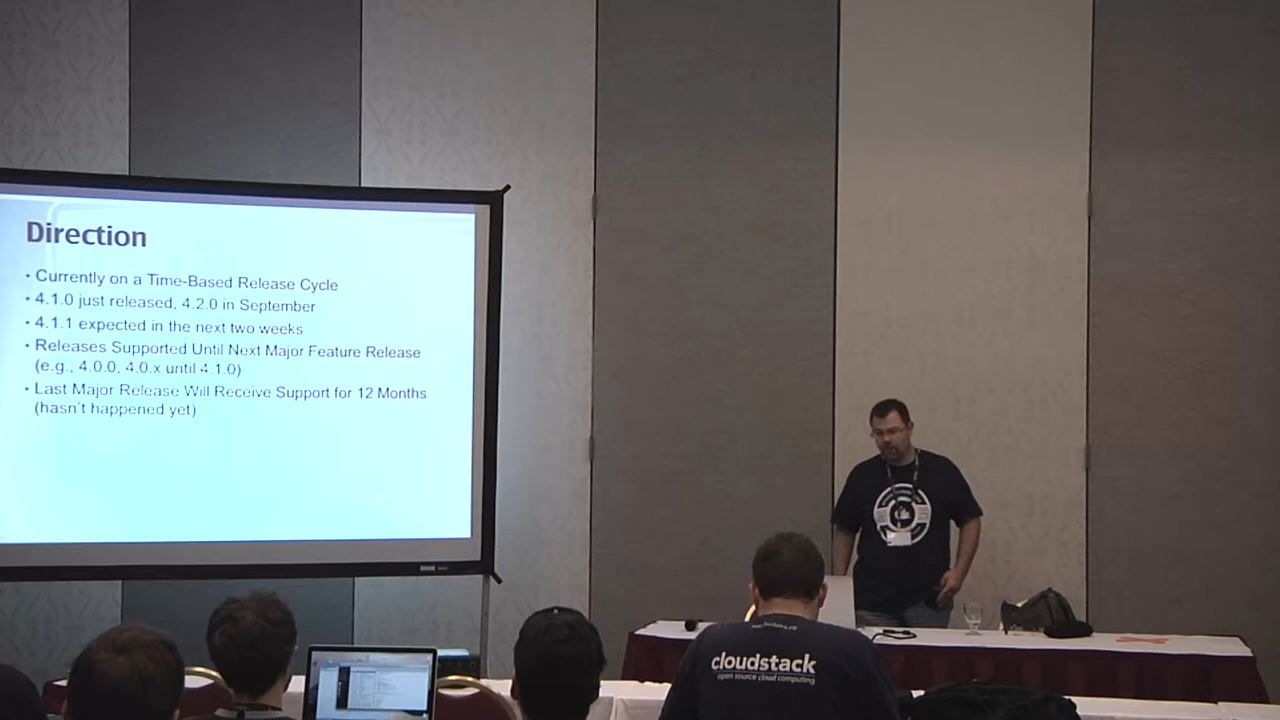 Direction
• Currently on a Time-Based Release Cycle
• 4.1.0 just released, 4.2.0 in September
• 4.1.1 expected in the next two weeks
• Releases Supported Until Next Major Feature Release
(e.g., 4.0.0, 4.0.x until 4.1.0)
• Last Major Release Will Receive Support for 12 Months
(hasn't happened yet)
cloudstack
open source cloud computing